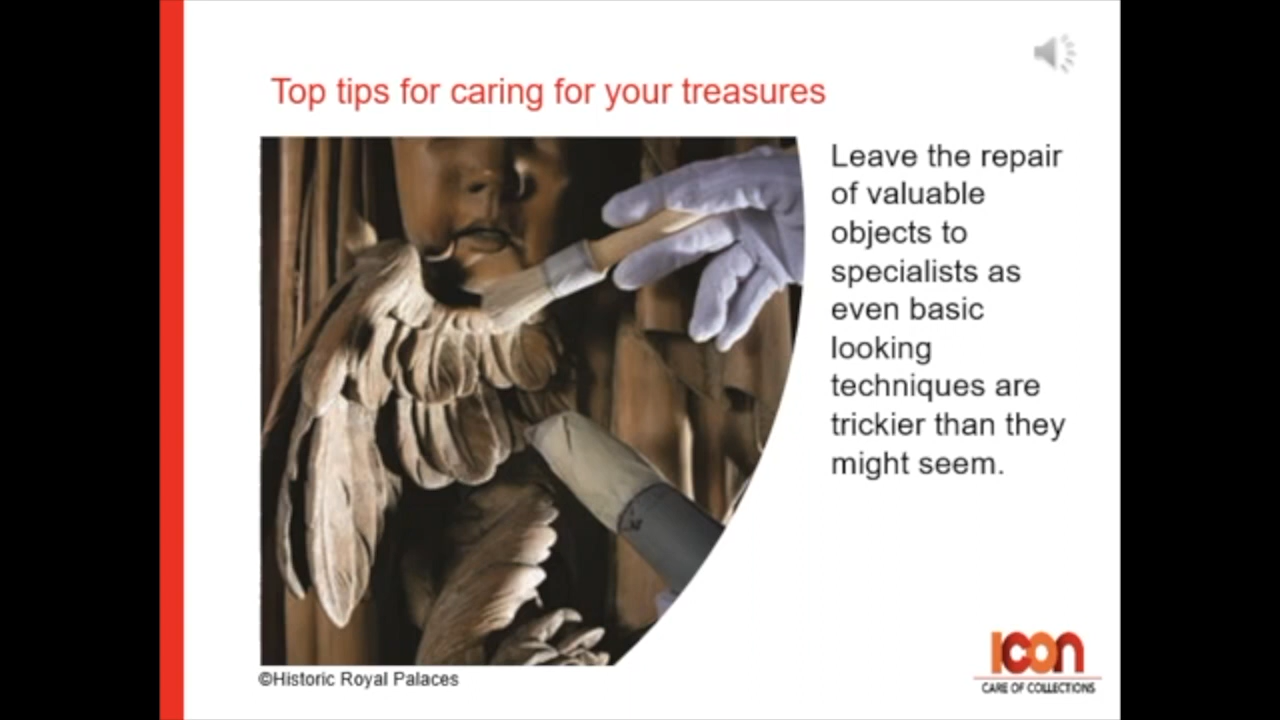 Top tips for caring for your treasures
Leave the repair
of valuable
objects to
specialists as
even basic
looking
techniques are
trickier than they
might seem.
©Historic Royal Palaces
Icon
CARE OF COLLECTIONS